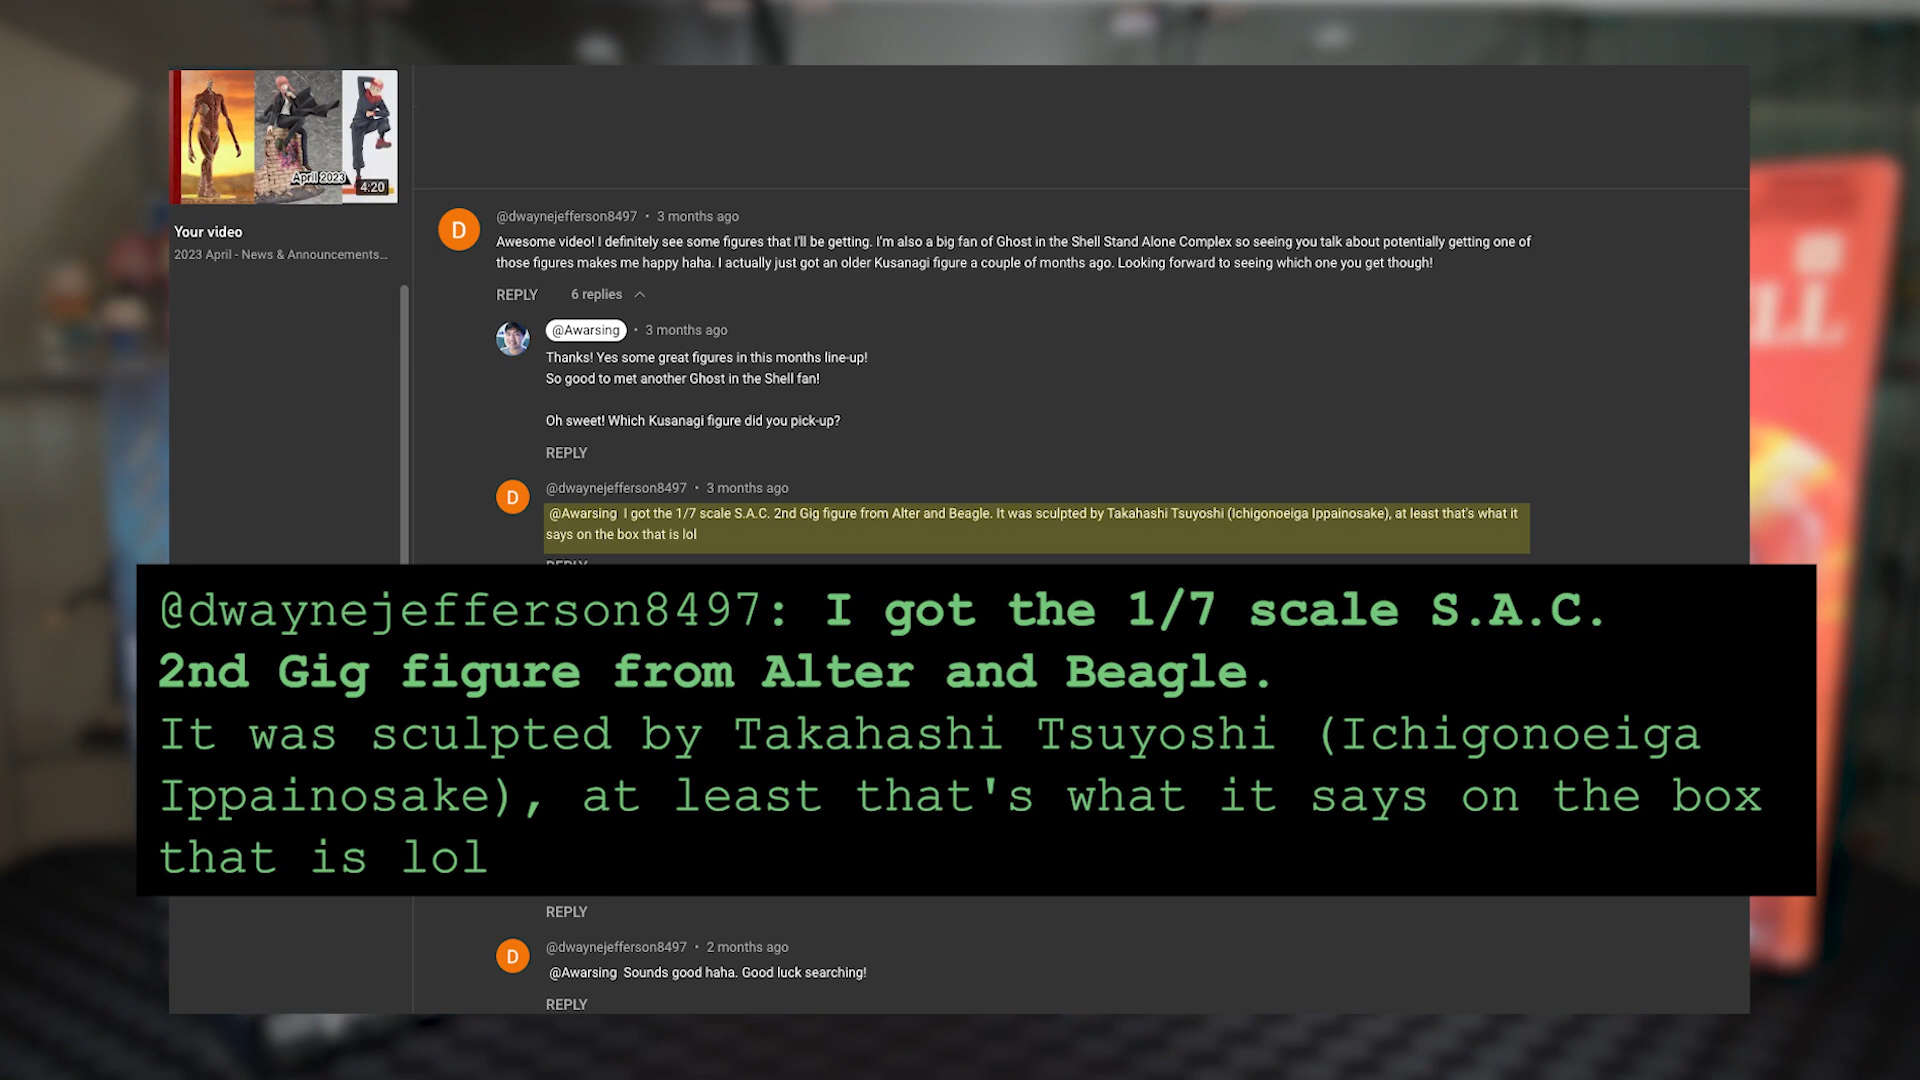 April 2023
4:20
Your video
2023 April - News & Announcements...
D
@dwaynejefferson8497 • 3 months ago
Awesome video! I definitely see some figures that I'll be getting. I'm also a big fan of Ghost in the Shell Stand Alone Complex so seeing you talk about potentially getting one of
those figures makes me happy haha. I actually just got an older Kusanagi figure a couple of months ago. Looking forward to seeing which one you get though!
REPLY 6 replies
@Awarsing • 3 months ago
Thanks! Yes some great figures in this months line-up!
So good to met another Ghost in the Shell fan!
Oh sweet! Which Kusanagi figure did you pick-up?
REPLY
D
@dwaynejefferson8497 • 3 months ago
@Awarsing I got the 1/7 scale S.A.C. 2nd Gig figure from Alter and Beagle. It was sculpted by Takahashi Tsuyoshi (Ichigonoeiga Ippainosake), at least that's what it
says on the box that is lol
REPLY
@dwaynejefferson8497: I got the 1/7 scale S.A.C.
2nd Gig figure from Alter and Beagle.
It was sculpted by Takahashi Tsuyoshi (Ichigonoeiga
Ippainosake), at least that's what it says on the box
that is lol
REPLY
D
@dwaynejefferson8497 • 2 months ago
@Awarsing Sounds good haha. Good luck searching!
REPLY